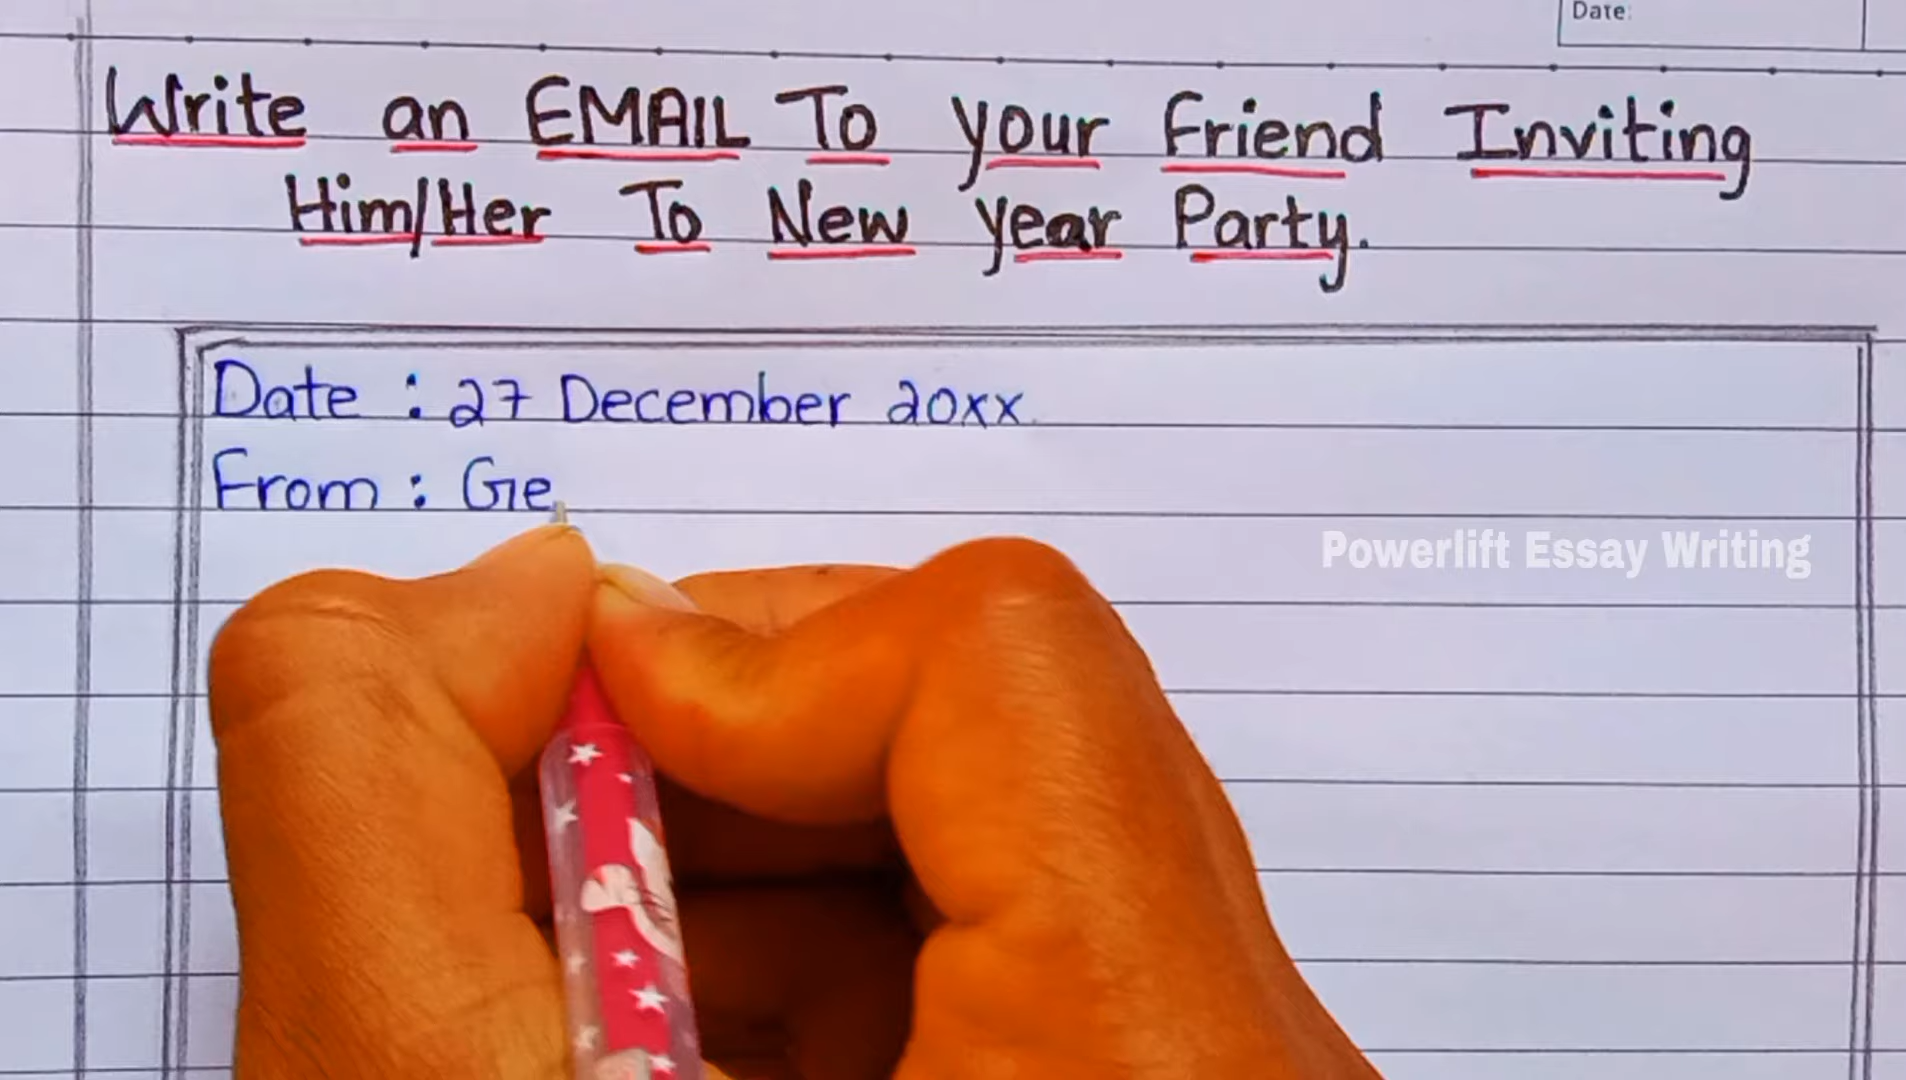 Date:
Write an EMAIL To your Friend Inviting
Him/Her To New year Party.
Date : 27 December 20xx
From : Ge
Powerlift Essay Writing